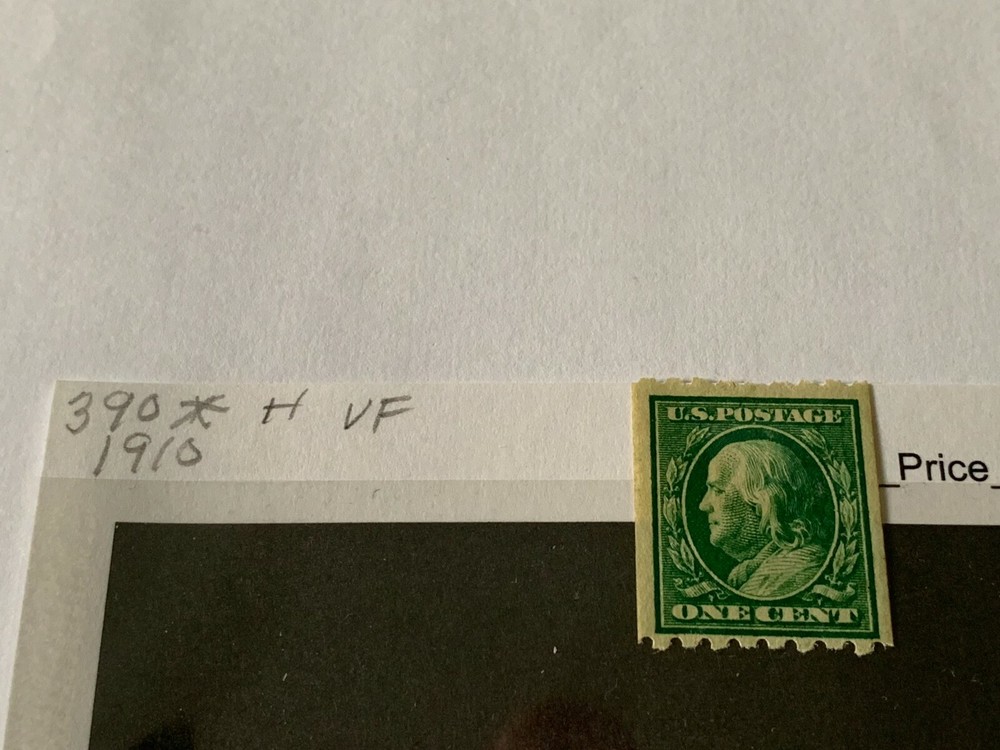 390 * H VF
1910
U.S. POSTAGE
ONE CENT
Price